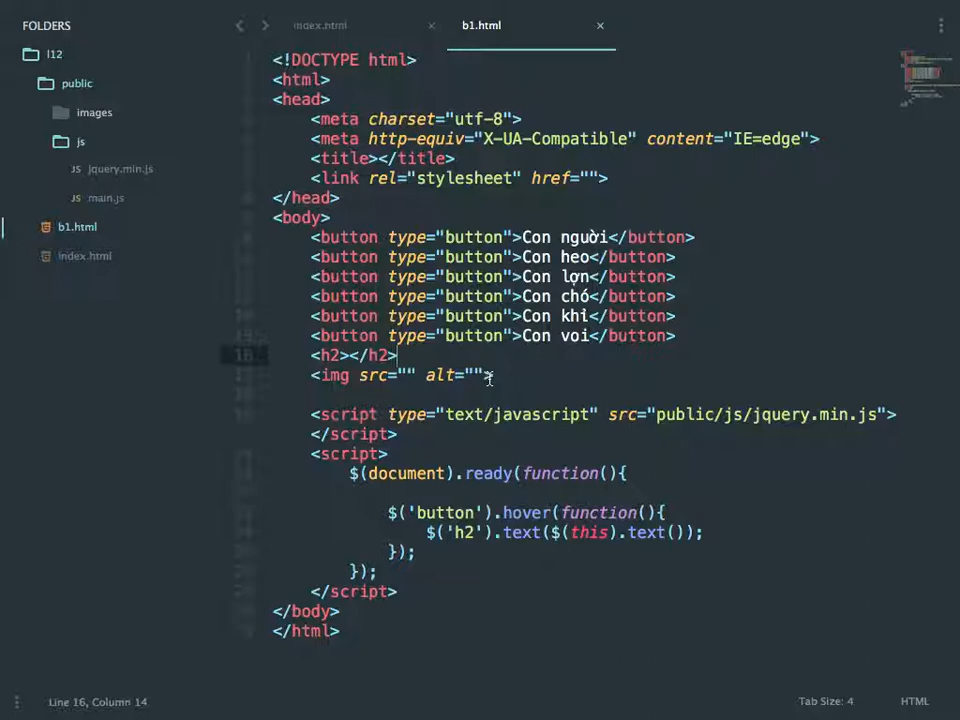 FOLDERS
l12
public
images
js
jquery.min.js
main.js
b1.html
index.html
index.html
b1.html
<!DOCTYPE html>
<html>
<head>
<meta charset="utf-8">
<meta http-equiv="X-UA-Compatible" content="IE=edge">
<title></title>
<link rel="stylesheet" href="">
</head>
<body>
<button type="button">Con người</button>
<button type="button">Con heo</button>
<button type="button">Con lợn</button>
<button type="button">Con chó</button>
<button type="button">Con khỉ</button>
<button type="button">Con voi</button>
<h2></h2>
<img src="" alt="">
<script type="text/javascript" src="public/js/jquery.min.js">
</script>
<script>
$(document).ready(function(){
$('button').hover(function(){
$('h2').text($(this).text());
});
});
</script>
</body>
</html>
Line 16, Column 14
Tab Size: 4
HTML